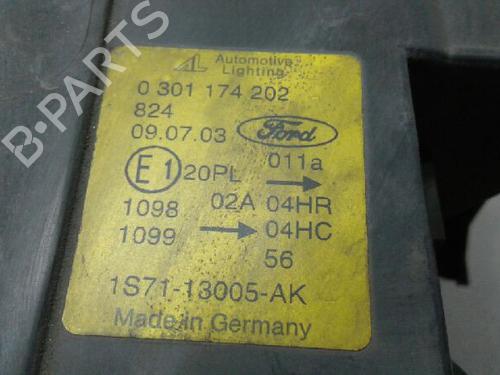 Automotive
Lighting
0 301 174 202
824
09.07.03 Ford
011a
E1 20PL
1098 02A 04HR
1099 04HC
56
1S71-13005-AK
Made in Germany
B-PARTS